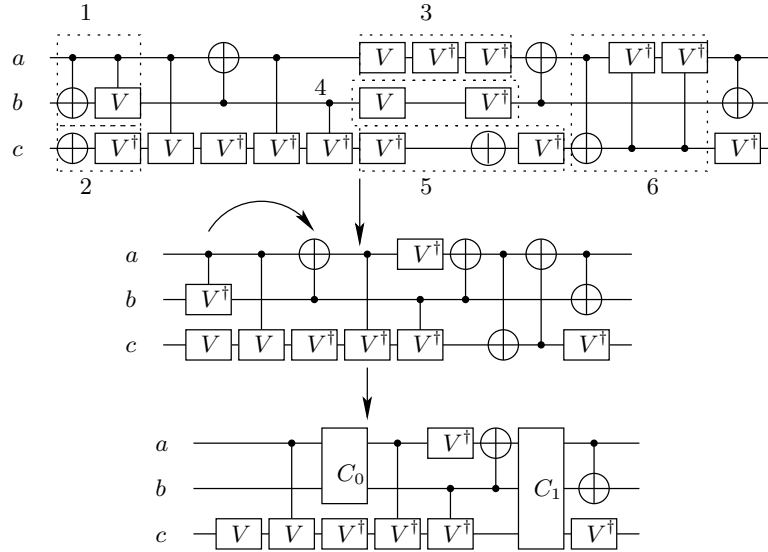 1 3
a V V† V† V† V†
b V 4 V V†
c V† V V† V† V† V† V† V†
2 5 6
a V†
b V†
c V V V† V† V† V†
a V†
C₀
b C₁
c V V V† V† V† V†